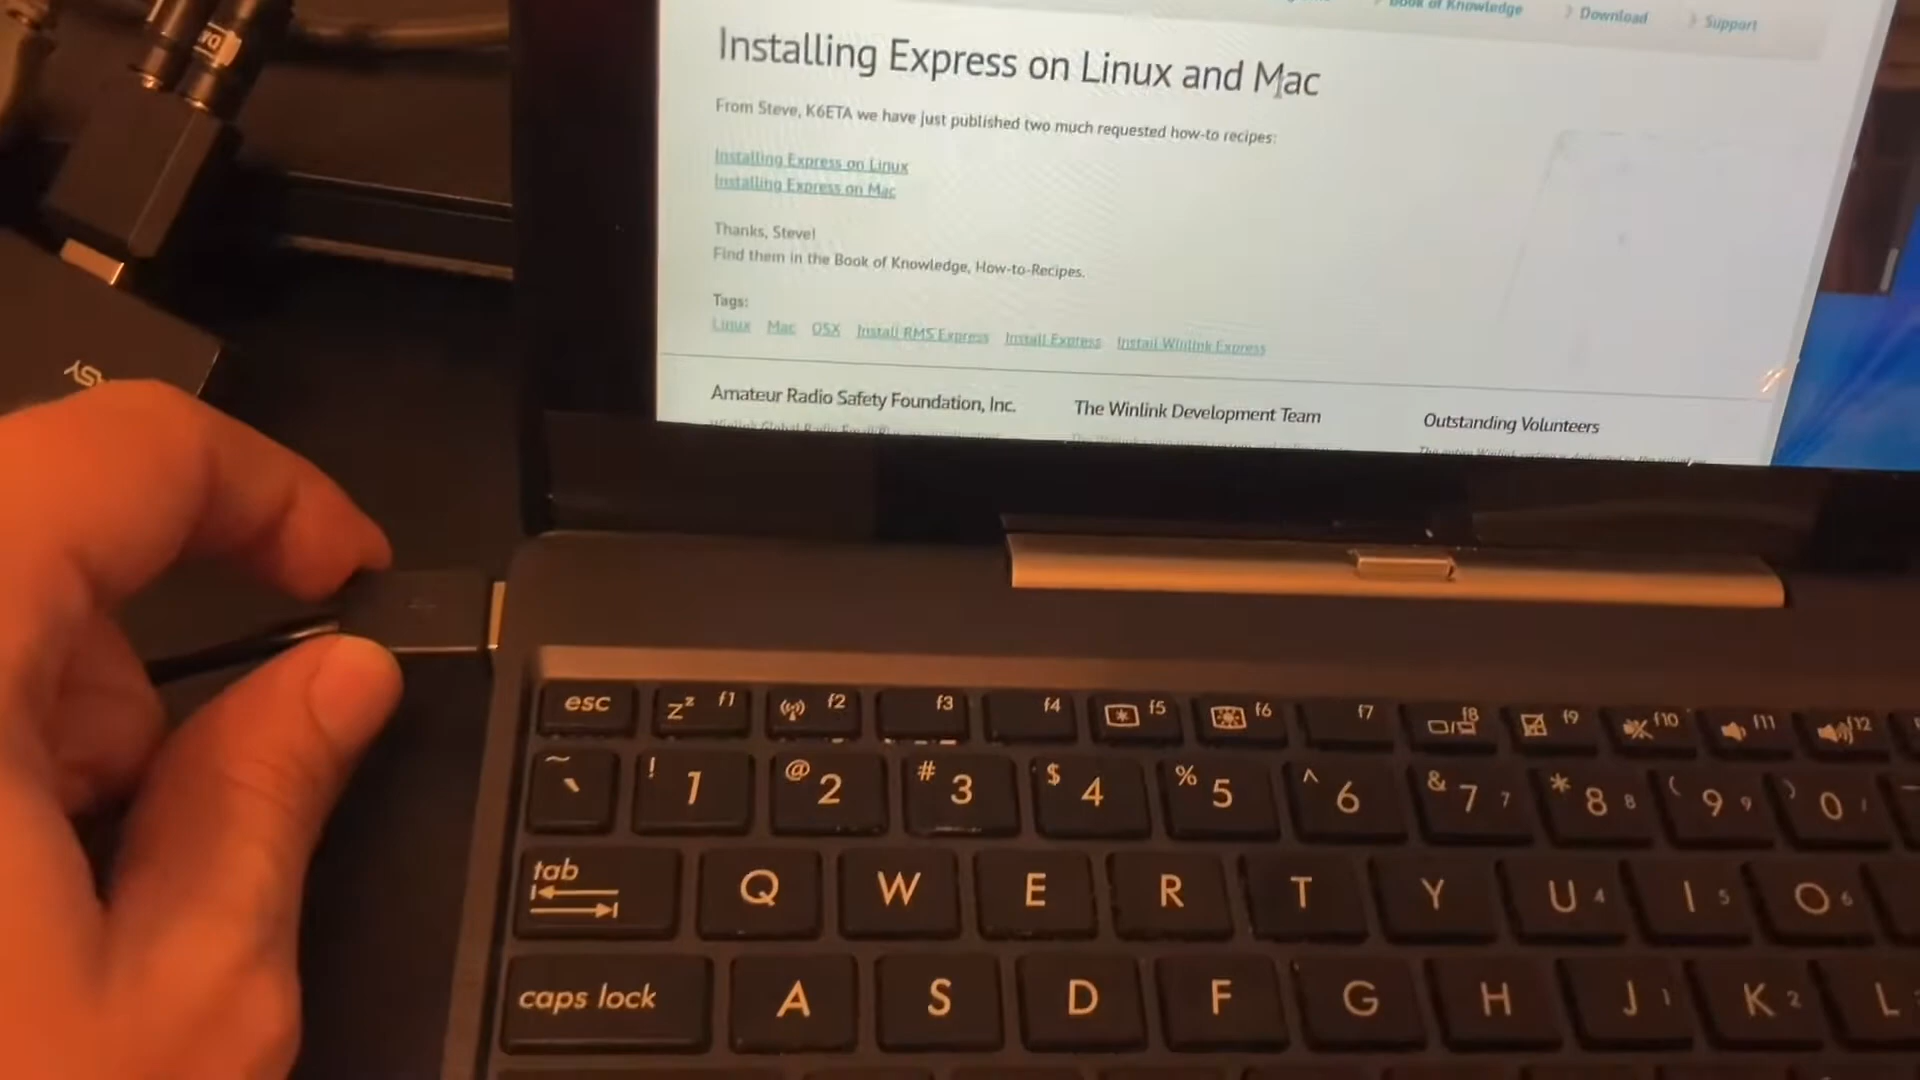 Book of Knowledge Download Support
Installing Express on Linux and Mac
From Steve, K6ETA we have just published two much requested how-to recipes:
Installing Express on Linux
Installing Express on Mac
Thanks, Steve!
Find them in the Book of Knowledge, How-to-Recipes.
Tags:
Linux Mac OSX Install RMS Express Install Express Install Winlink Express
Amateur Radio Safety Foundation, Inc. The Winlink Development Team Outstanding Volunteers
esc f1 f2 f3 f4 f5 f6 f7 f8 f9 f10 f11 f12
~ ` ! 1 @ 2 # 3 $ 4 % 5 ^ 6 & 7 7 * 8 8 ( 9 9 ) 0 /
tab Q W E R T Y U 4 I 5 O 6
caps lock A S D F G H J 1 K 2 L